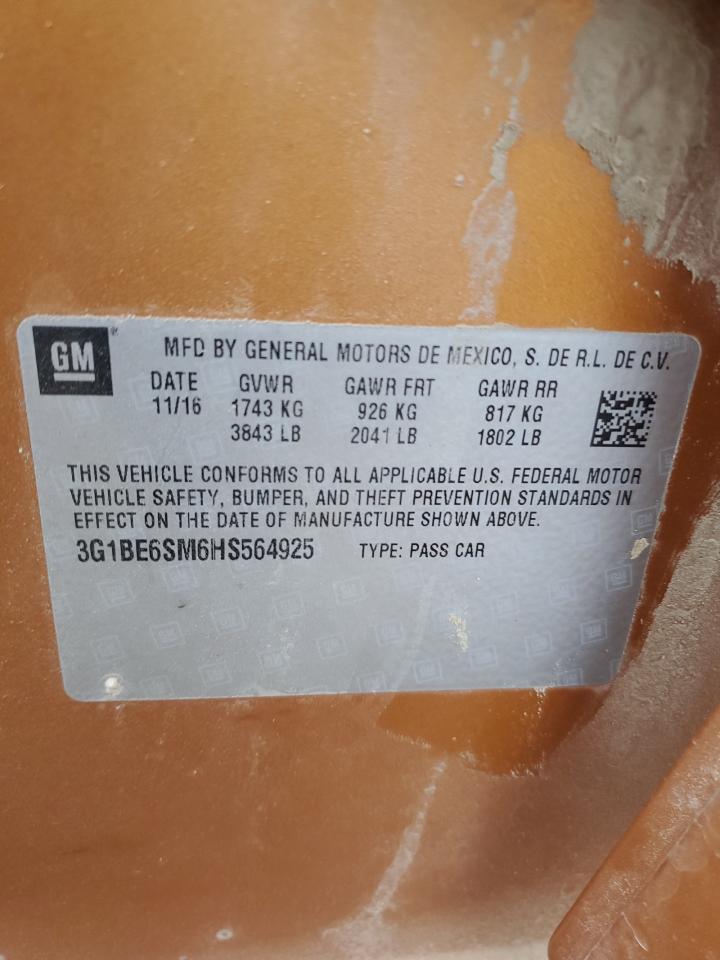 GM
MFD BY GENERAL MOTORS DE MEXICO, S. DE R.L. DE C.V.
DATE GVWR GAWR FRT GAWR RR
11/16 1743 KG 926 KG 817 KG
3843 LB 2041 LB 1802 LB
THIS VEHICLE CONFORMS TO ALL APPLICABLE U.S. FEDERAL MOTOR
VEHICLE SAFETY, BUMPER, AND THEFT PREVENTION STANDARDS IN
EFFECT ON THE DATE OF MANUFACTURE SHOWN ABOVE.
3G1BE6SM6HS564925 TYPE: PASS CAR